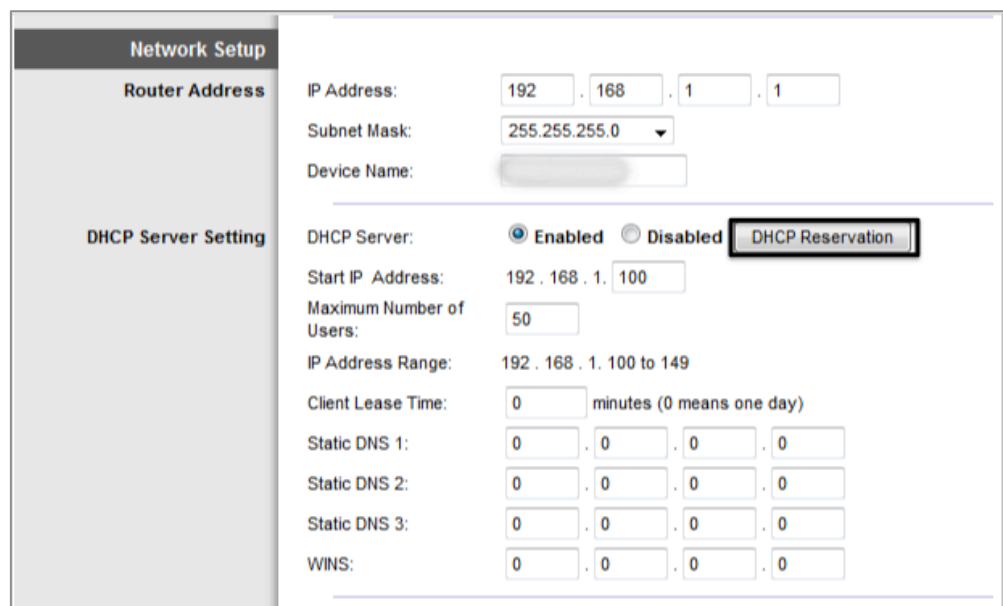 Network Setup
Router Address
IP Address: 192 . 168 . 1 . 1
Subnet Mask: 255.255.255.0
Device Name:
DHCP Server Setting
DHCP Server: Enabled Disabled DHCP Reservation
Start IP Address: 192 . 168 . 1. 100
Maximum Number of
Users: 50
IP Address Range: 192 . 168 . 1. 100 to 149
Client Lease Time: 0 minutes (0 means one day)
Static DNS 1: 0 . 0 . 0 . 0
Static DNS 2: 0 . 0 . 0 . 0
Static DNS 3: 0 . 0 . 0 . 0
WINS: 0 . 0 . 0 . 0